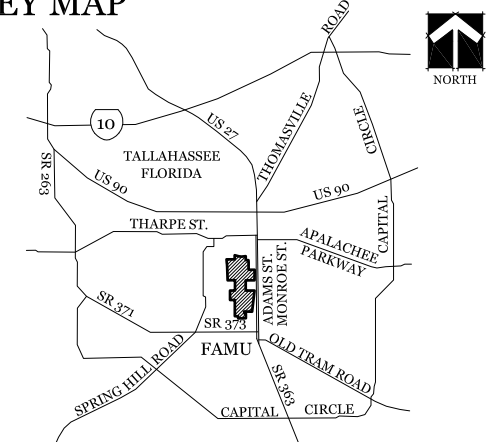 EY MAP
ROAD
NORTH
10
US 27
THOMASVILLE
CIRCLE
TALLAHASSEE
FLORIDA
SR 263
US 90
US 90
THARPE ST.
CAPITAL
APALACHEE
PARKWAY
ADAMS ST.
MONROE ST.
SR 371
SR 373
FAMU
OLD TRAM ROAD
SPRING HILL ROAD
SR 363
CAPITAL
CIRCLE